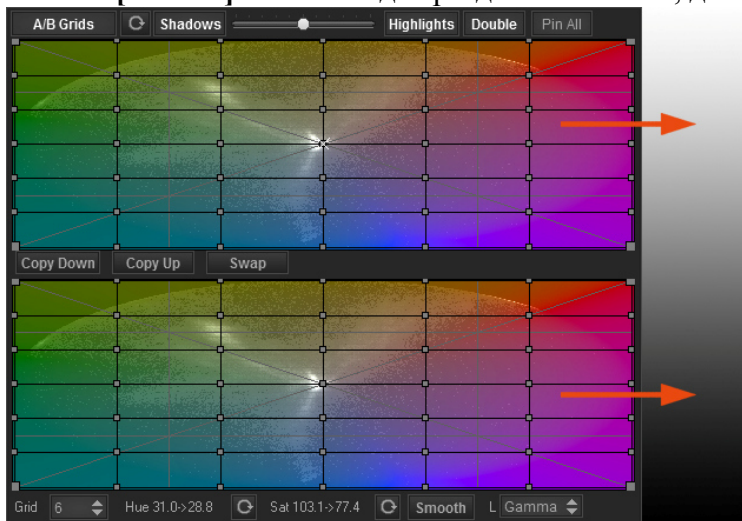 A/B Grids Shadows Highlights Double Pin All
Copy Down Copy Up Swap
Grid 6 Hue 31.0->28.8 Sat 103.1->77.4 Smooth L Gamma